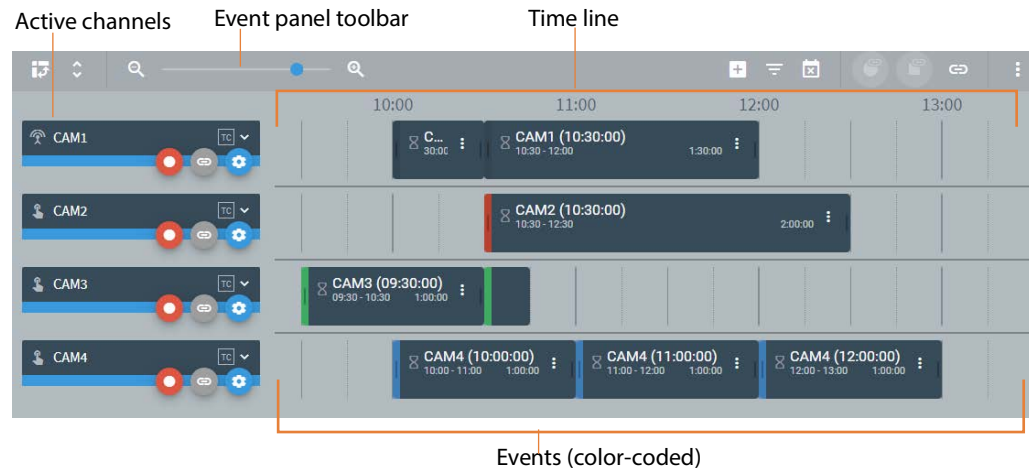 Active channels Event panel toolbar Time line
10:00 11:00 12:00 13:00
CAM1 TC
C... 30:00
CAM1 (10:30:00)
10:30 - 12:00 1:30:00
CAM2 TC
CAM2 (10:30:00)
10:30 - 12:30 2:00:00
CAM3 TC
CAM3 (09:30:00)
09:30 - 10:30 1:00:00
CAM4 TC
CAM4 (10:00:00) CAM4 (11:00:00) CAM4 (12:00:00)
10:00 - 11:00 1:00:00 11:00 - 12:00 1:00:00 12:00 - 13:00 1:00:00
Events (color-coded)